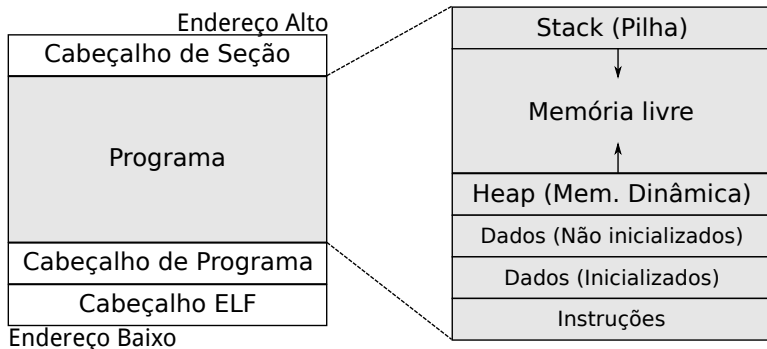 Endereço Alto
Cabeçalho de Seção
Programa
Cabeçalho de Programa
Cabeçalho ELF
Endereço Baixo
Stack (Pilha)
Memória livre
Heap (Mem. Dinâmica)
Dados (Não inicializados)
Dados (Inicializados)
Instruções